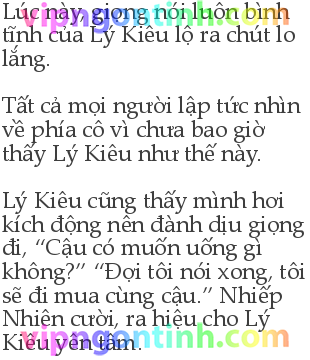 Lúc này, giọng nói luôn bình
tĩnh của Lý Kiêu lộ ra chút lo
lắng.
Tất cả mọi người lập tức nhìn
về phía cô vì chưa bao giờ
thấy Lý Kiêu như thế này.
Lý Kiêu cũng thấy mình hơi
kích động nên đành dịu giọng
đi, “Cậu có muốn uống gì
không?” “Đợi tôi nói xong, tôi
sẽ đi mua cùng cậu.” Nhiếp
Nhiên cười, ra hiệu cho Lý
Kiêu yên tâm.
vipngontinh.com
vipngontinh.com